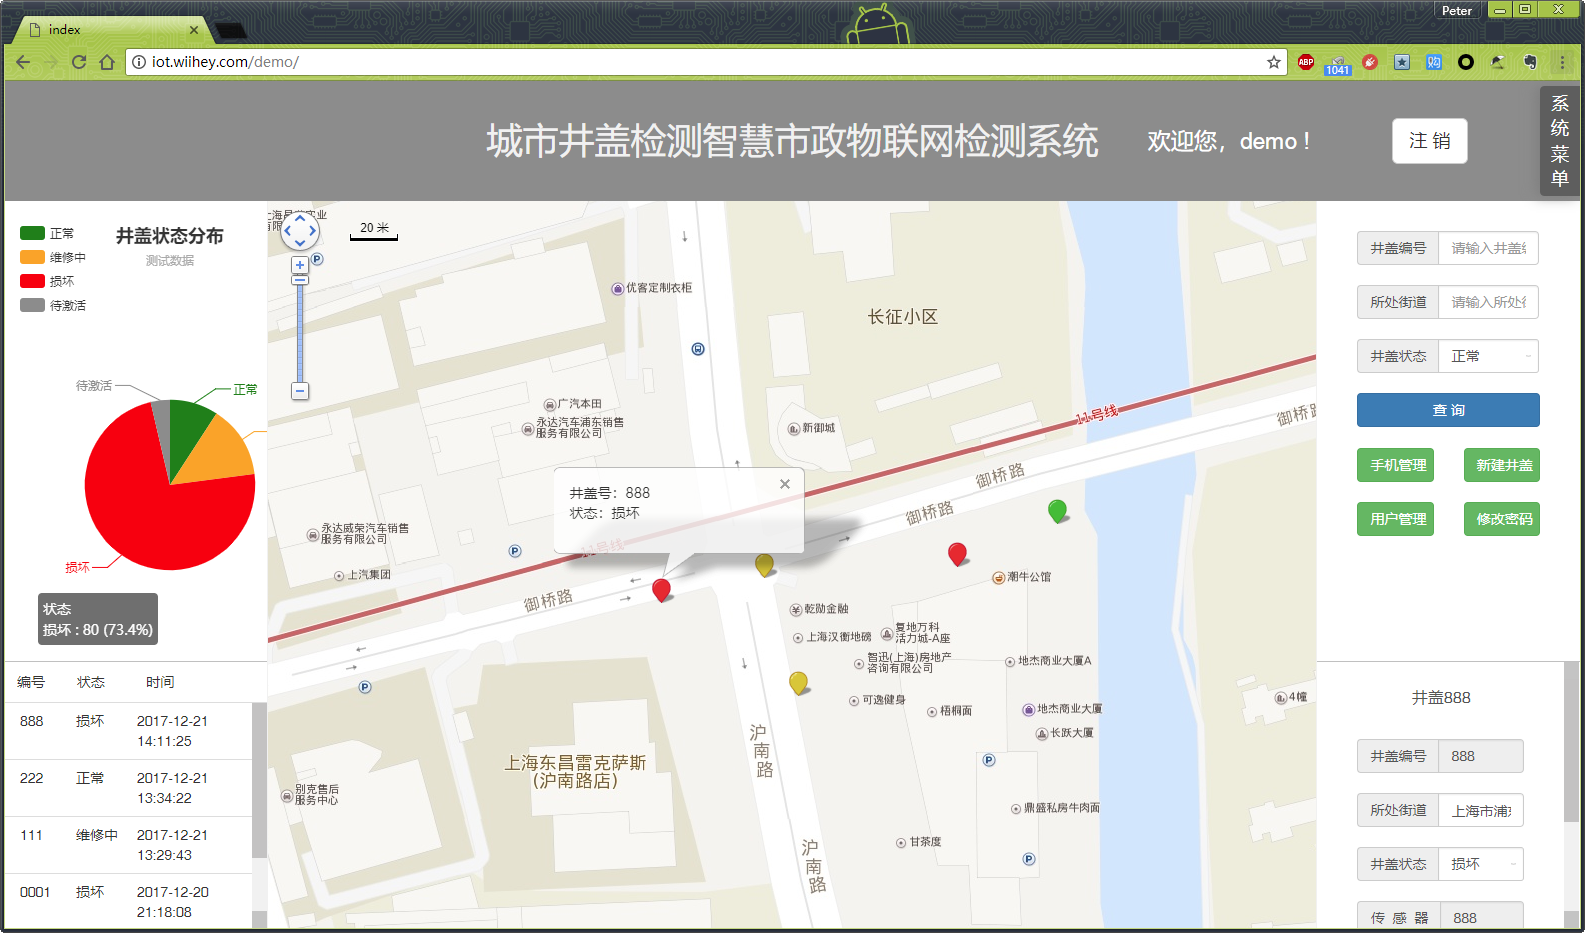 Peter
index
iot.wiihey.com/demo/
ABP
1041
城市井盖检测智慧市政物联网检测系统
欢迎您，demo！
注 销
系统菜单
正常
维修中
损坏
待激活
井盖状态分布
测试数据
待激活
正常
损坏
状态
损坏 : 80 (73.4%)
编号 状态 时间
888 损坏 2017-12-21
14:11:25
222 正常 2017-12-21
13:34:22
111 维修中 2017-12-21
13:29:43
0001 损坏 2017-12-20
21:18:08
20 米
P
优客定制衣柜
长征小区
广汽本田
永达汽车浦东销售
服务有限公司
新御城
11号线
御桥路
御桥路
御桥路
井盖号：888
状态：损坏
永达威荣汽车销售
服务有限公司
P
11号线
上汽集团
御桥路
潮牛公馆
乾勋金融
上海汉衡地磅
复地万科
活力城-A座
智迅(上海)房地产
咨询有限公司
地杰商业大厦A
P
可逸健身
梧桐面
地杰商业大厦
长跃大厦
4幢
沪南路
上海东昌雷克萨斯
(沪南路店)
P
别克售后
服务中心
鼎盛私房牛肉面
甘茶度
沪南路
P
井盖编号 请输入井盖
所处街道 请输入所处
井盖状态 正常
查 询
手机管理 新建井盖
用户管理 修改密码
井盖888
井盖编号 888
所处街道 上海市浦
井盖状态 损坏
传 感 器 888